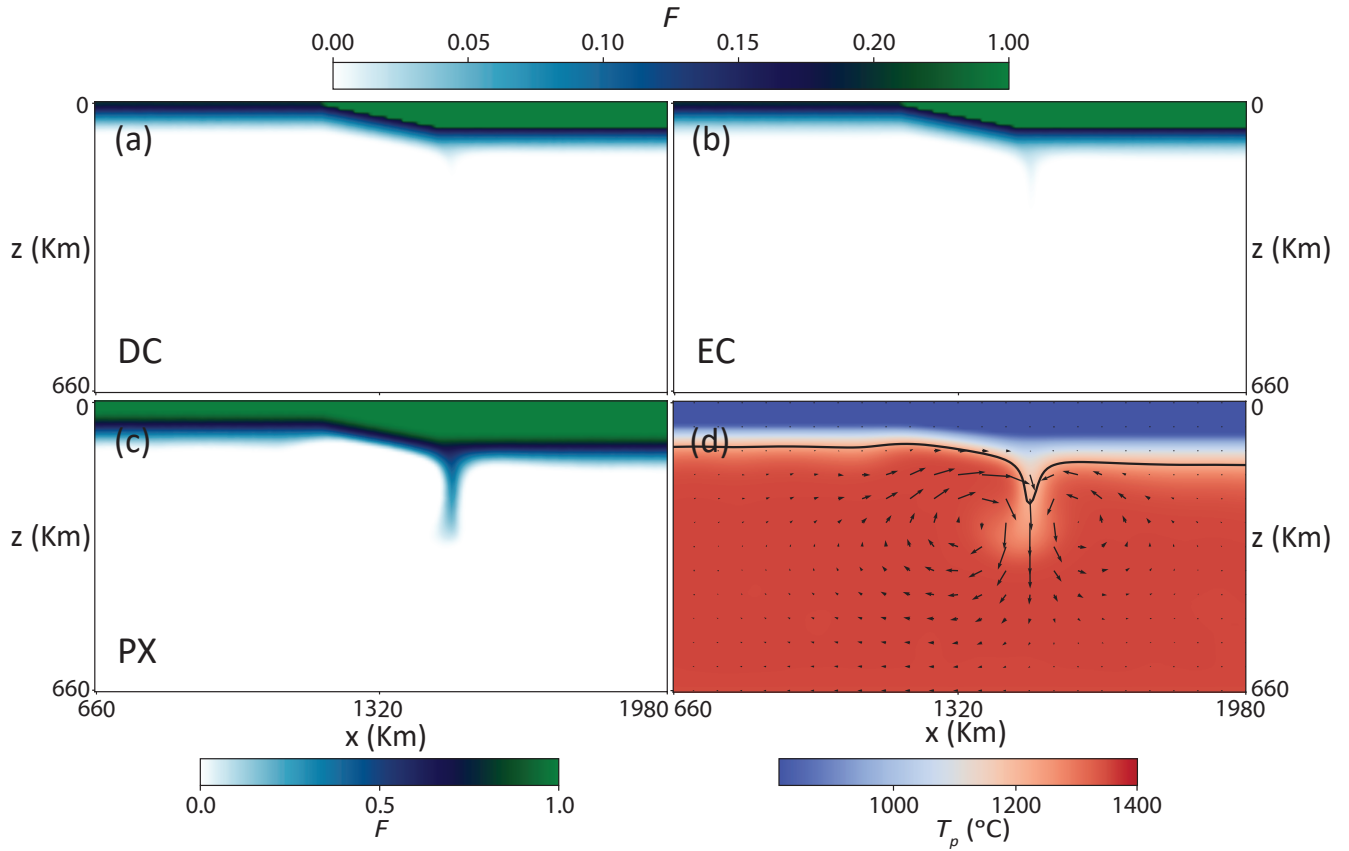 F
0.00 0.05 0.10 0.15 0.20 1.00
0 (a) (b) 0
z (Km) z (Km)
DC EC
660 660
0 (c) (d) 0
z (Km) z (Km)
PX
660 660
660 1320 1980 660 1320 1980
x (Km) x (Km)
0.0 0.5 1.0 1000 1200 1400
F Tp (°C)